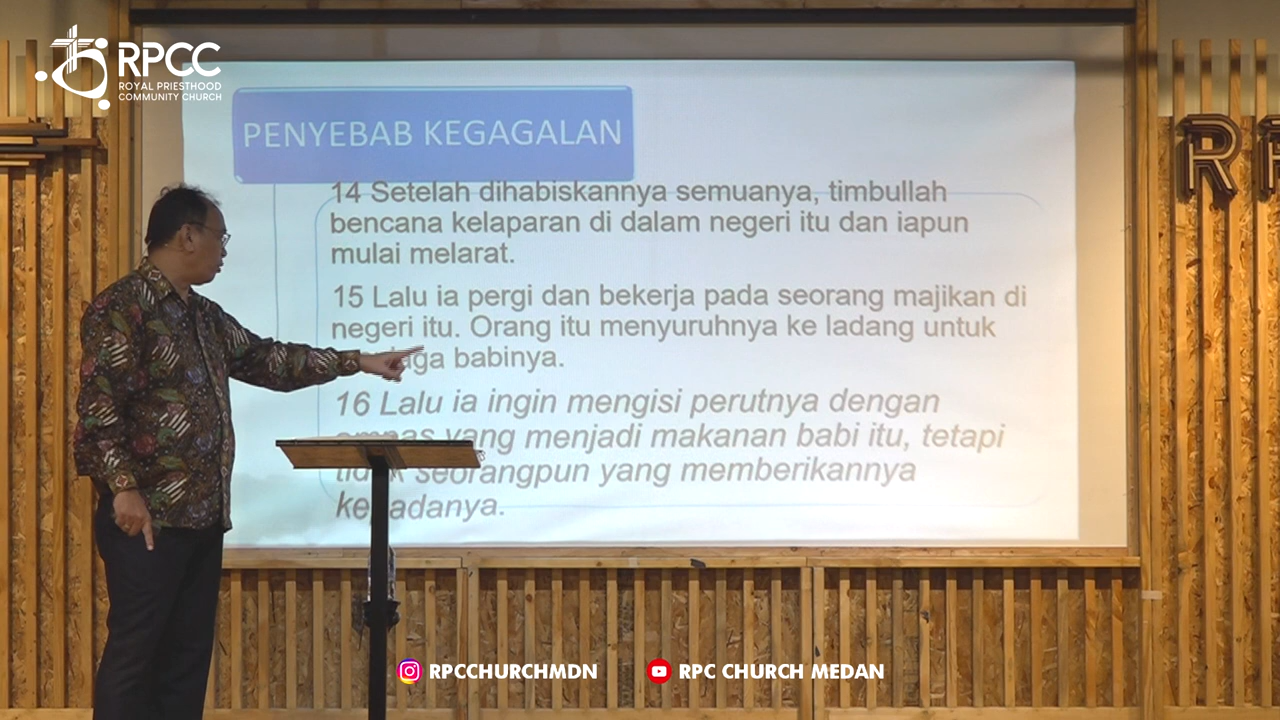 RPCC
ROYAL PRIESTHOOD
COMMUNITY CHURCH
PENYEBAB KEGAGALAN
14 Setelah dihabiskannya semuanya, timbullah
bencana kelaparan di dalam negeri itu dan iapun
mulai melarat.
15 Lalu ia pergi dan bekerja pada seorang majikan di
negeri itu. Orang itu menyuruhnya ke ladang untuk
babinya.
16 Lalu ia ingin mengisi perutnya dengan
ampas yang menjadi makanan babi itu, tetapi
tidak seorangpun yang memberikannya
kepadanya.
R
RPCCHURCHMDN
RPC CHURCH MEDAN